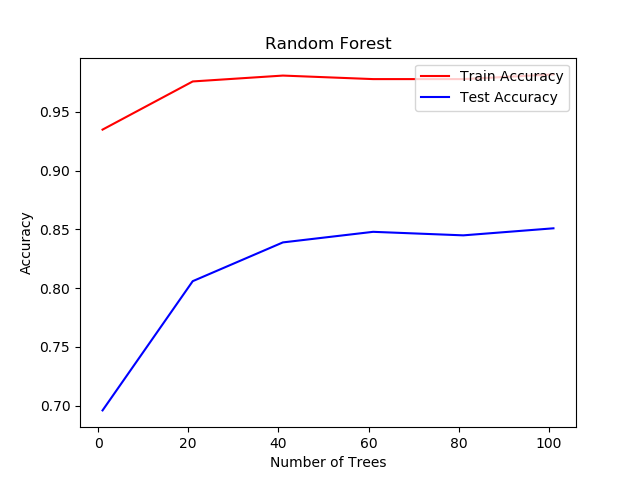 Random Forest
Train Accuracy
Test Accuracy
0.95
0.90
0.85
0.80
0.75
0.70
Accuracy
0 20 40 60 80 100
Number of Trees